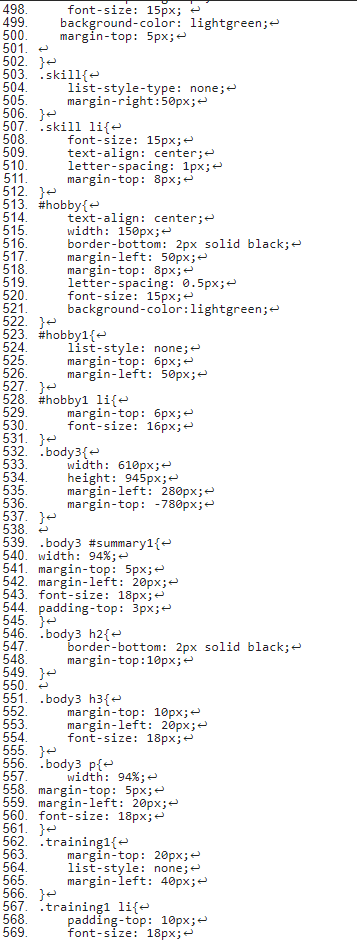 498. font-size: 15px; ↩
499. background-color: lightgreen;↩
500. margin-top: 5px;↩
501. ↩
502. }↩
503. .skill{↩
504. list-style-type: none;↩
505. margin-right:50px;↩
506. }↩
507. .skill li{↩
508. font-size: 15px;↩
509. text-align: center;↩
510. letter-spacing: 1px;↩
511. margin-top: 8px;↩
512. }↩
513. #hobby{↩
514. text-align: center;↩
515. width: 150px;↩
516. border-bottom: 2px solid black;↩
517. margin-left: 50px;↩
518. margin-top: 8px;↩
519. letter-spacing: 0.5px;↩
520. font-size: 15px;↩
521. background-color:lightgreen;↩
522. }↩
523. #hobby1{↩
524. list-style: none;↩
525. margin-top: 6px;↩
526. margin-left: 50px;↩
527. }↩
528. #hobby1 li{↩
529. margin-top: 6px;↩
530. font-size: 16px;↩
531. }↩
532. .body3{↩
533. width: 610px;↩
534. height: 945px;↩
535. margin-left: 280px;↩
536. margin-top: -780px;↩
537. }↩
538. ↩
539. .body3 #summary1{↩
540. width: 94%;↩
541. margin-top: 5px;↩
542. margin-left: 20px;↩
543. font-size: 18px;↩
544. padding-top: 3px;↩
545. }↩
546. .body3 h2{↩
547. border-bottom: 2px solid black;↩
548. margin-top:10px;↩
549. }↩
550. ↩
551. .body3 h3{↩
552. margin-top: 10px;↩
553. margin-left: 20px;↩
554. font-size: 18px;↩
555. }↩
556. .body3 p{↩
557. width: 94%;↩
558. margin-top: 5px;↩
559. margin-left: 20px;↩
560. font-size: 18px;↩
561. }↩
562. .training1{↩
563. margin-top: 20px;↩
564. list-style: none;↩
565. margin-left: 40px;↩
566. }↩
567. .training1 li{↩
568. padding-top: 10px;↩
569. font-size: 18px;↩